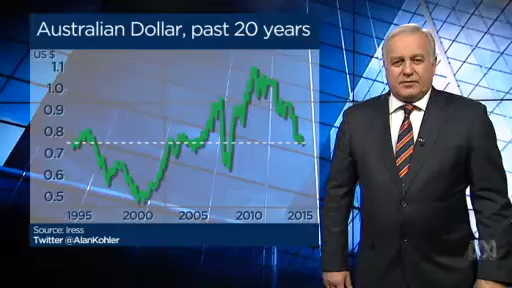 Australian Dollar, past 20 years
US $
1.1
1.0
0.9
0.8
0.7
0.6
0.5
1995 2000 2005 2010 2015
Source: Iress
Twitter @AlanKohler